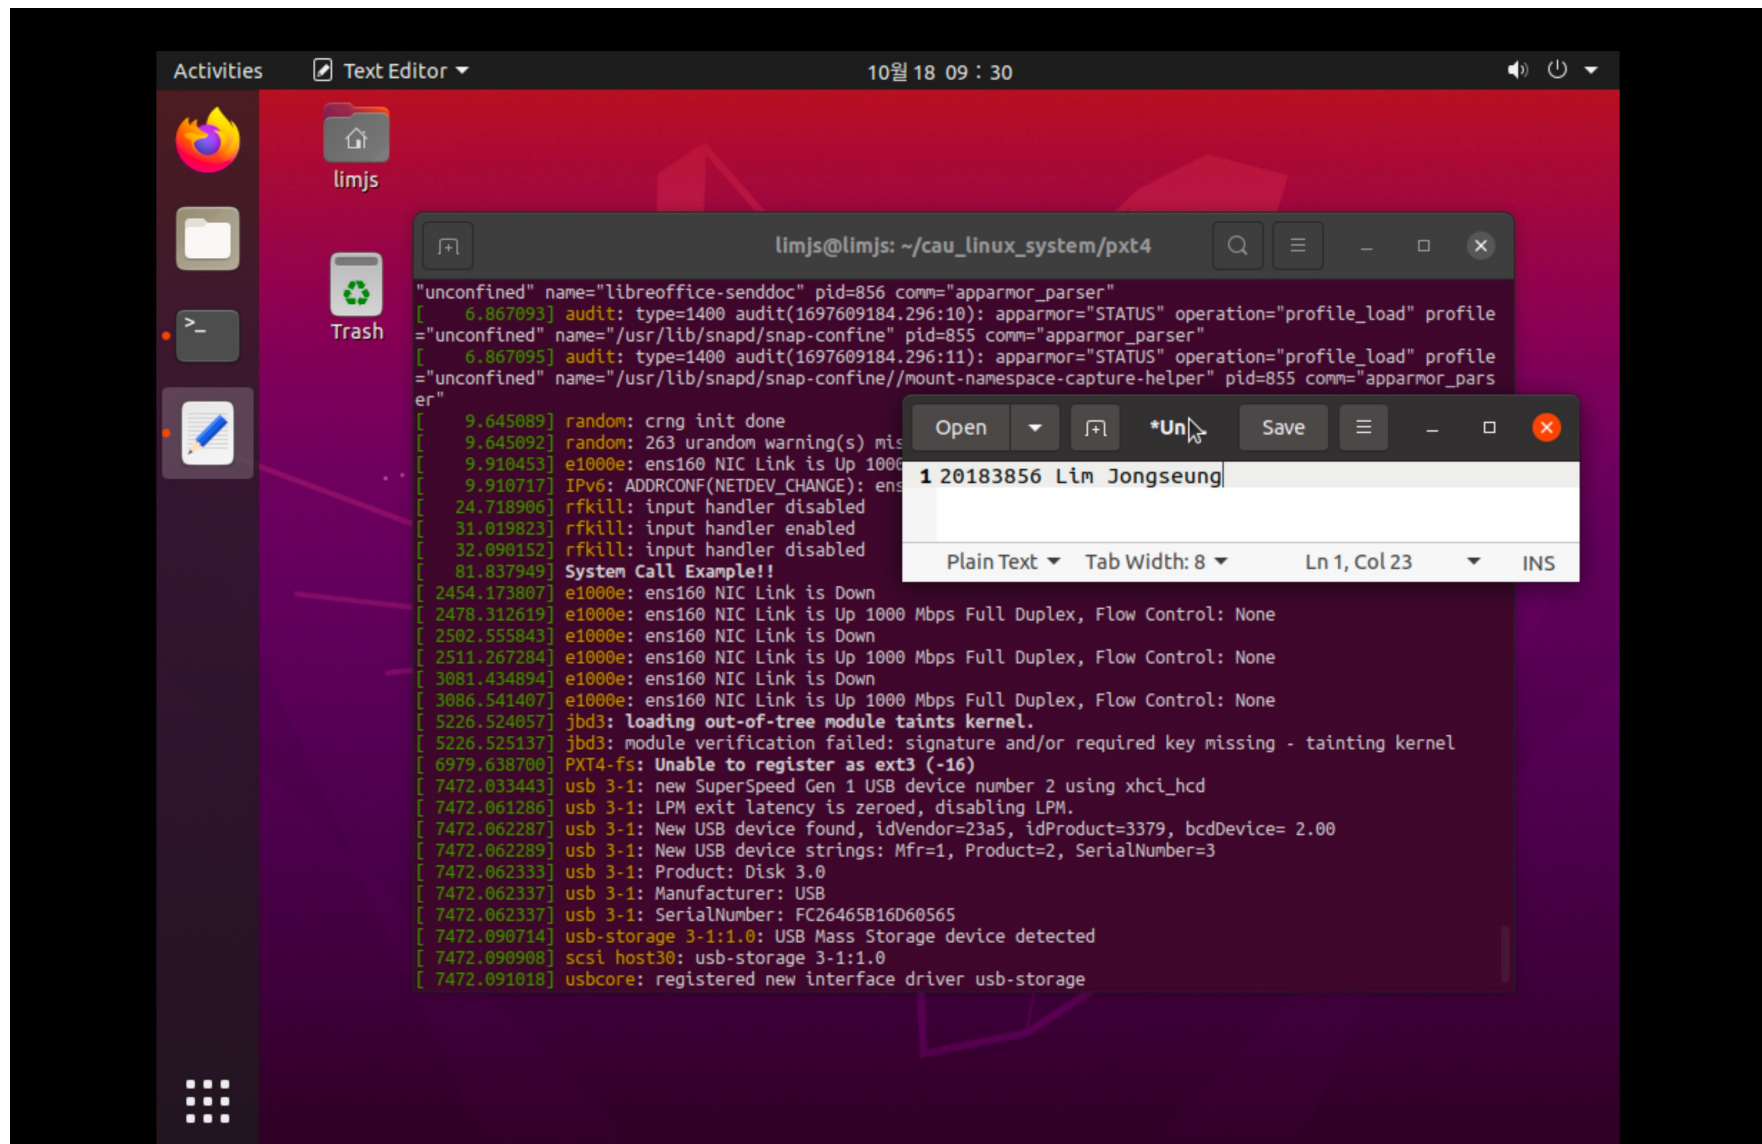 Activities
Text Editor
10월 18 09 : 30
limjs
Trash
limjs@limjs: ~/cau_linux_system/pxt4
"unconfined" name="libreoffice-senddoc" pid=856 comm="apparmor_parser"
[    6.867093] audit: type=1400 audit(1697609184.296:10): apparmor="STATUS" operation="profile_load" profile
="unconfined" name="/usr/lib/snapd/snap-confine" pid=855 comm="apparmor_parser"
[    6.867095] audit: type=1400 audit(1697609184.296:11): apparmor="STATUS" operation="profile_load" profile
="unconfined" name="/usr/lib/snapd/snap-confine//mount-namespace-capture-helper" pid=855 comm="apparmor_pars
er"
[    9.645089] random: crng init done
[    9.645092] random: 263 urandom warning(s) mis
[    9.910453] e1000e: ens160 NIC Link is Up 1000
[    9.910717] IPv6: ADDRCONF(NETDEV_CHANGE): ens
[   24.718906] rfkill: input handler disabled
[   31.019823] rfkill: input handler enabled
[   32.090152] rfkill: input handler disabled
[   81.837949] System Call Example!!
[ 2454.173807] e1000e: ens160 NIC Link is Down
[ 2478.312619] e1000e: ens160 NIC Link is Up 1000 Mbps Full Duplex, Flow Control: None
[ 2502.555843] e1000e: ens160 NIC Link is Down
[ 2511.267284] e1000e: ens160 NIC Link is Up 1000 Mbps Full Duplex, Flow Control: None
[ 3081.434894] e1000e: ens160 NIC Link is Down
[ 3086.541407] e1000e: ens160 NIC Link is Up 1000 Mbps Full Duplex, Flow Control: None
[ 5226.524057] jbd3: loading out-of-tree module taints kernel.
[ 5226.525137] jbd3: module verification failed: signature and/or required key missing - tainting kernel
[ 6979.638700] PXT4-fs: Unable to register as ext3 (-16)
[ 7472.033443] usb 3-1: new SuperSpeed Gen 1 USB device number 2 using xhci_hcd
[ 7472.061286] usb 3-1: LPM exit latency is zeroed, disabling LPM.
[ 7472.062287] usb 3-1: New USB device found, idVendor=23a5, idProduct=3379, bcdDevice= 2.00
[ 7472.062289] usb 3-1: New USB device strings: Mfr=1, Product=2, SerialNumber=3
[ 7472.062333] usb 3-1: Product: Disk 3.0
[ 7472.062337] usb 3-1: Manufacturer: USB
[ 7472.062337] usb 3-1: SerialNumber: FC26465B16D60565
[ 7472.090714] usb-storage 3-1:1.0: USB Mass Storage device detected
[ 7472.090908] scsi host30: usb-storage 3-1:1.0
[ 7472.091018] usbcore: registered new interface driver usb-storage
Open
*Un
Save
1 20183856 Lim Jongseung
Plain Text
Tab Width: 8
Ln 1, Col 23
INS